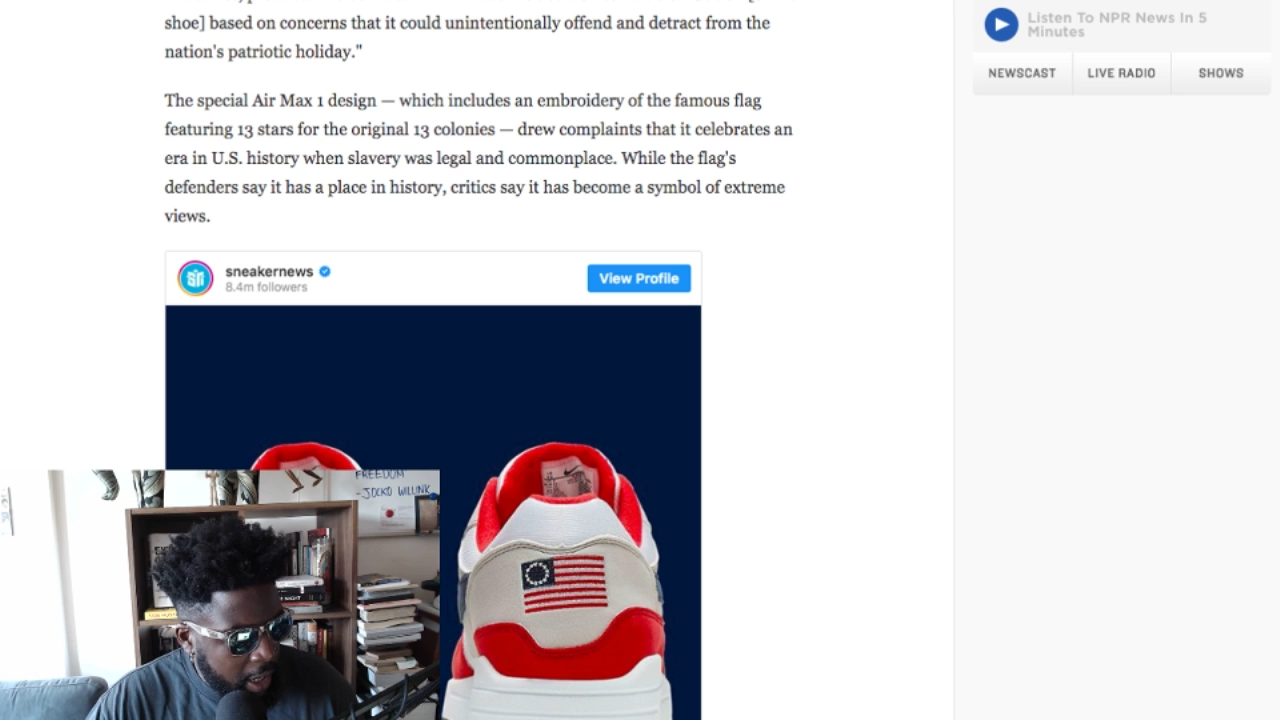 shoe] based on concerns that it could unintentionally offend and detract from the
nation's patriotic holiday."
The special Air Max 1 design — which includes an embroidery of the famous flag
featuring 13 stars for the original 13 colonies — drew complaints that it celebrates an
era in U.S. history when slavery was legal and commonplace. While the flag's
defenders say it has a place in history, critics say it has become a symbol of extreme
views.
sneakernews
8.4m followers
View Profile
FREEDOM
-JOCKO WILLINK
Listen To NPR News In 5
Minutes
NEWSCAST
LIVE RADIO
SHOWS